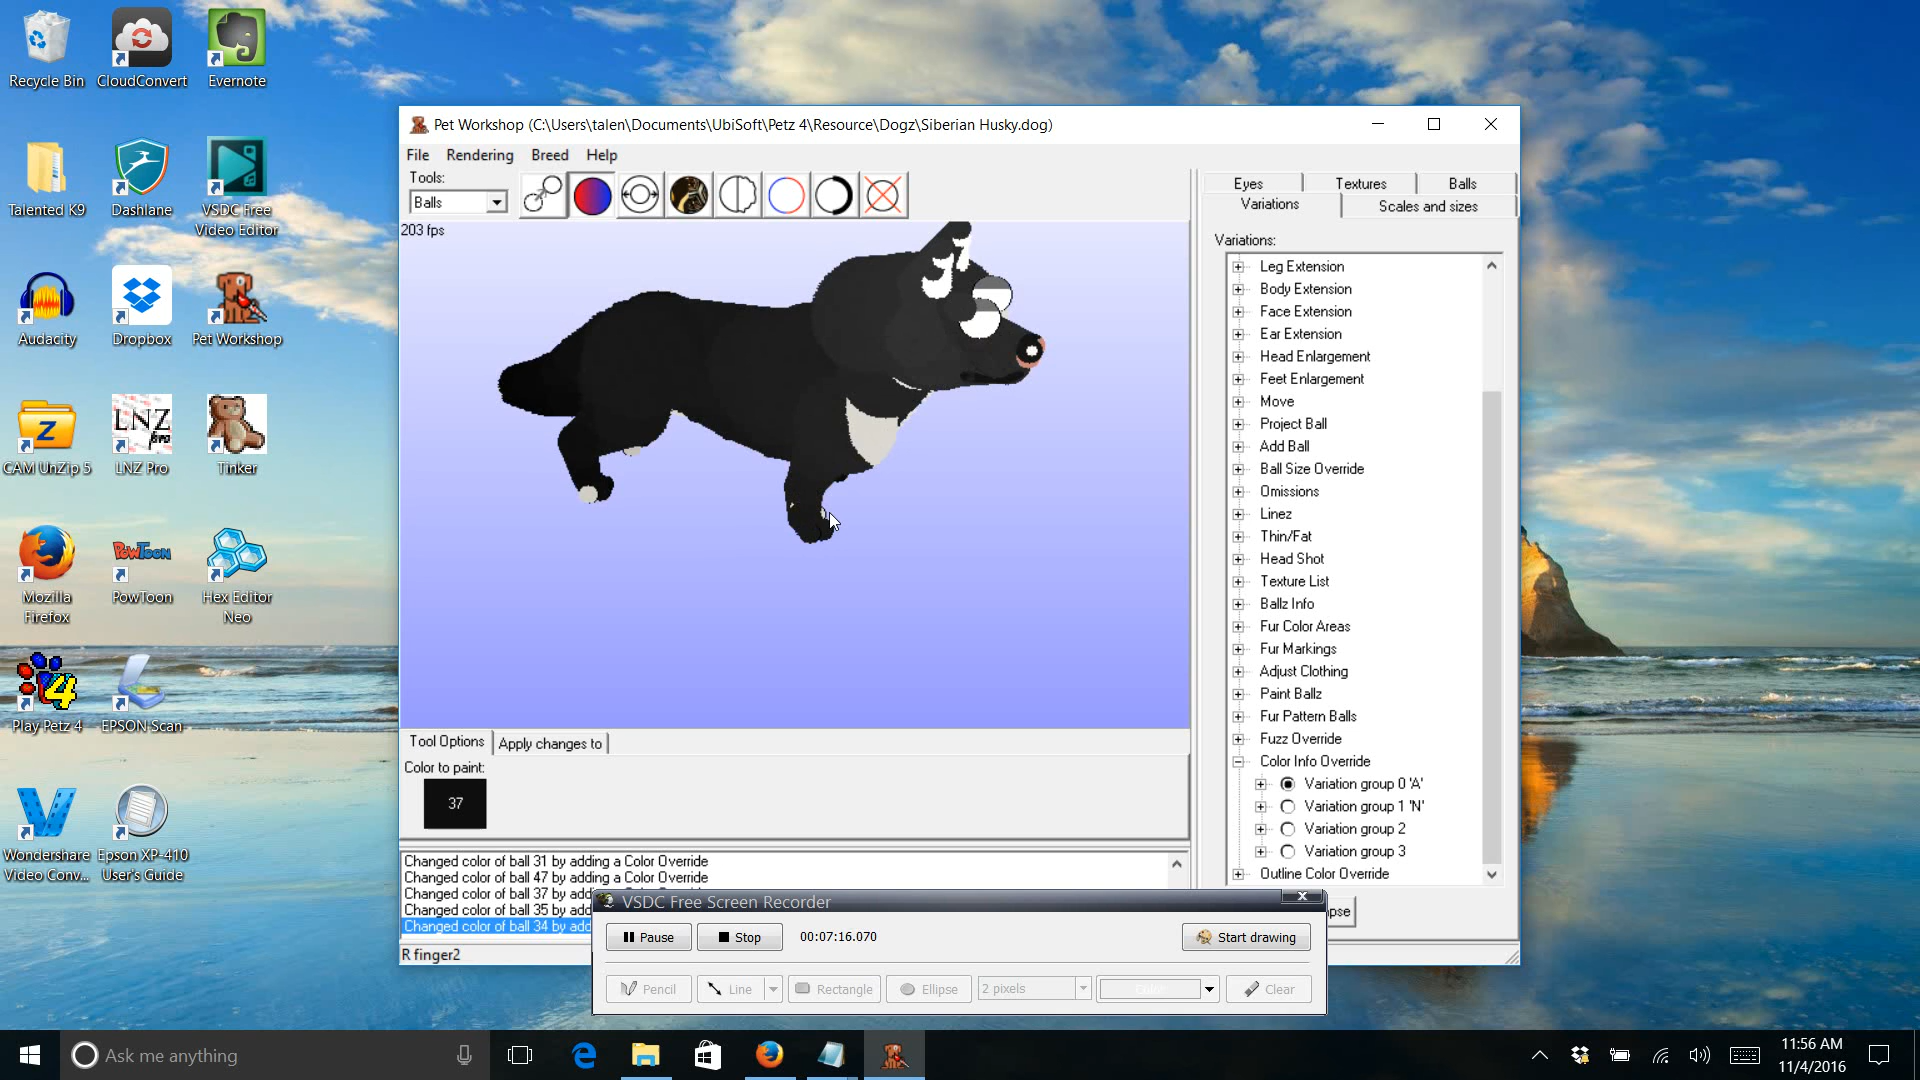 Recycle Bin
CloudConvert
Evernote
Talented K9
Dashlane
VSDC Free
Video Editor
Audacity
Dropbox
Pet Workshop
CAM UnZip 5
LNZ
pro
LNZ Pro
Tinker
Mozilla
Firefox
PowToon
PowToon
Hex Editor
Neo
4
Play Petz 4
EPSON Scan
Wondershare
Video Conv...
Epson XP-410
User's Guide
Pet Workshop (C:\Users\talen\Documents\UbiSoft\Petz 4\Resource\Dogz\Siberian Husky.dog)
File Rendering Breed Help
Tools:
Balls
203 fps
Eyes Textures Balls
Variations Scales and sizes
Variations:
Leg Extension
Body Extension
Face Extension
Ear Extension
Head Enlargement
Feet Enlargement
Move
Project Ball
Add Ball
Ball Size Override
Omissions
Linez
Thin/Fat
Head Shot
Texture List
Ballz Info
Fur Color Areas
Fur Markings
Adjust Clothing
Paint Ballz
Fur Pattern Balls
Fuzz Override
Color Info Override
Variation group 0 'A'
Variation group 1 'N'
Variation group 2
Variation group 3
Outline Color Override
pse
Tool Options Apply changes to
Color to paint:
37
Changed color of ball 31 by adding a Color Override
Changed color of ball 47 by adding a Color Override
Changed color of ball 37 by add
Changed color of ball 35 by addi
Changed color of ball 34 by add
R finger2
VSDC Free Screen Recorder
Pause Stop 00:07:16.070 Start drawing
Pencil Line Rectangle Ellipse 2 pixels Color Clear
Ask me anything
11:56 AM
11/4/2016